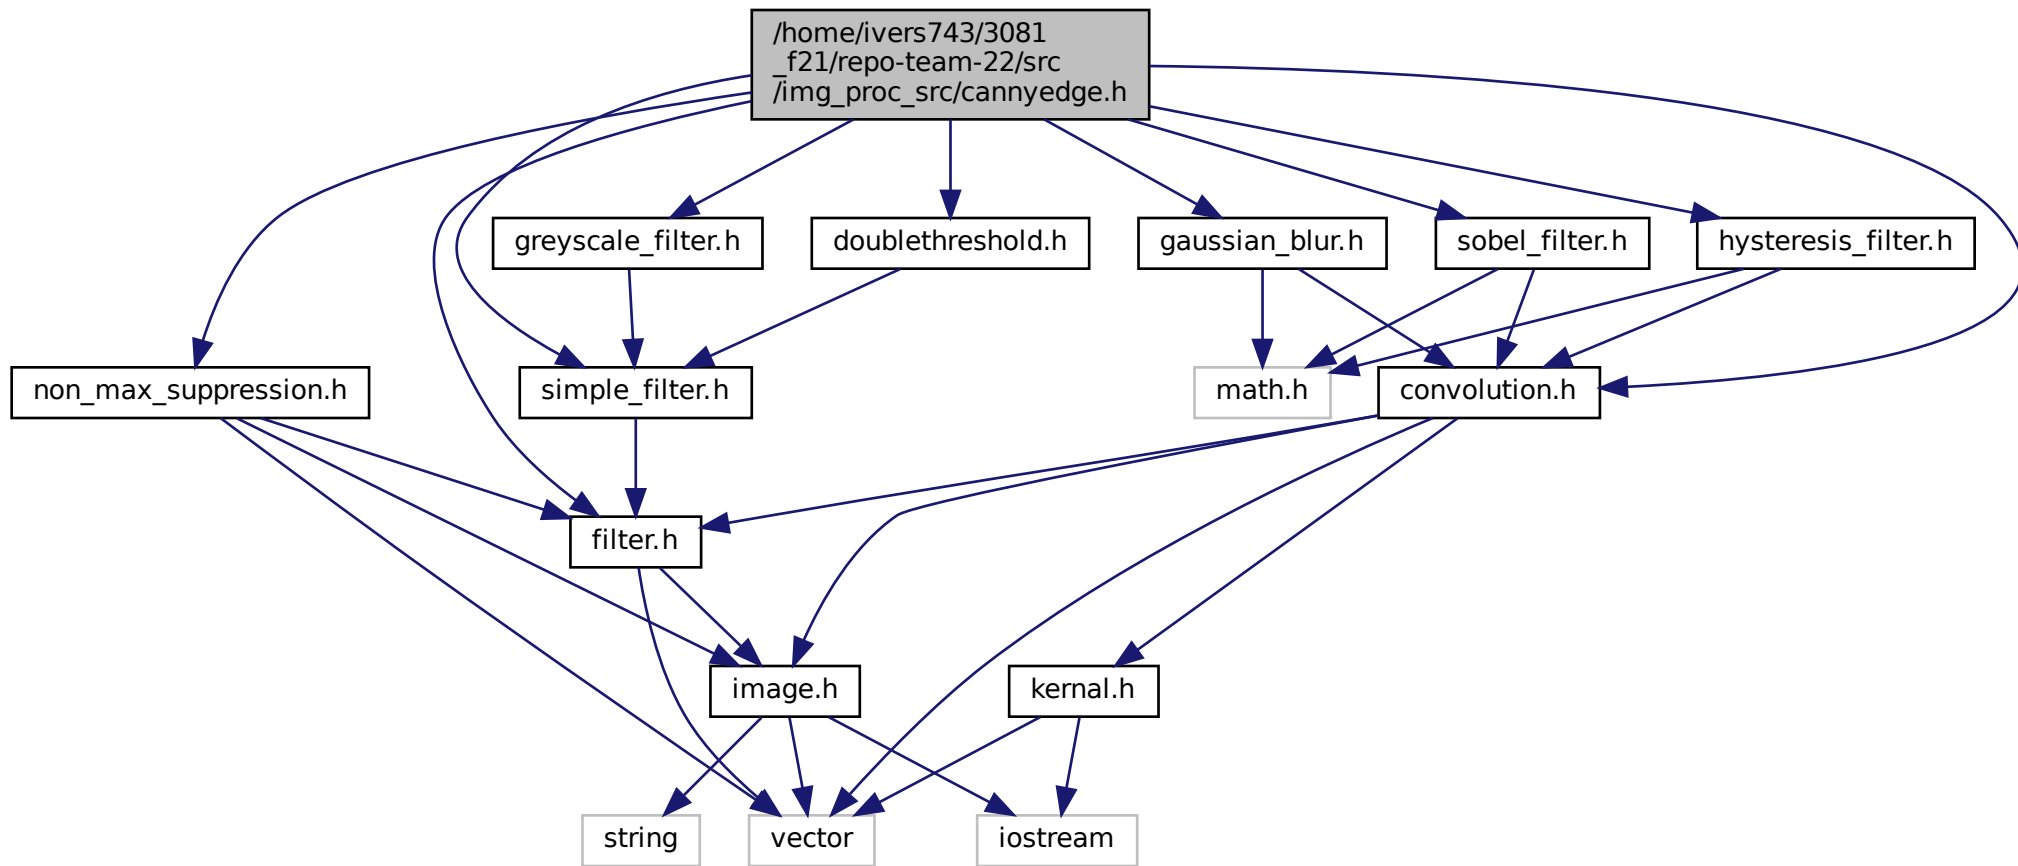 /home/ivers743/3081
_f21/repo-team-22/src
/img_proc_src/cannyedge.h
greyscale_filter.h
doublethreshold.h
gaussian_blur.h
sobel_filter.h
hysteresis_filter.h
non_max_suppression.h
simple_filter.h
math.h
convolution.h
filter.h
image.h
kernal.h
string
vector
iostream